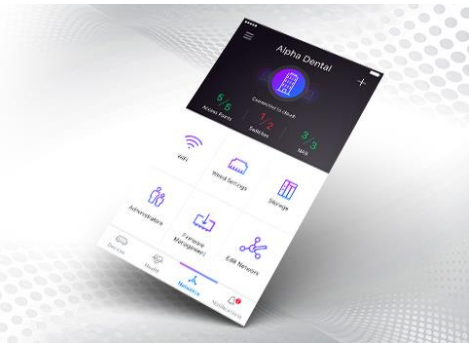 Alpha Dental
Connected to cloud
5/5
Access Points
1/2
Switches
3/3
NAS
WiFi
Wired Settings
Storage
Administrators
Firmware
Management
Edit Network
Devices
Health
Network
Notifications